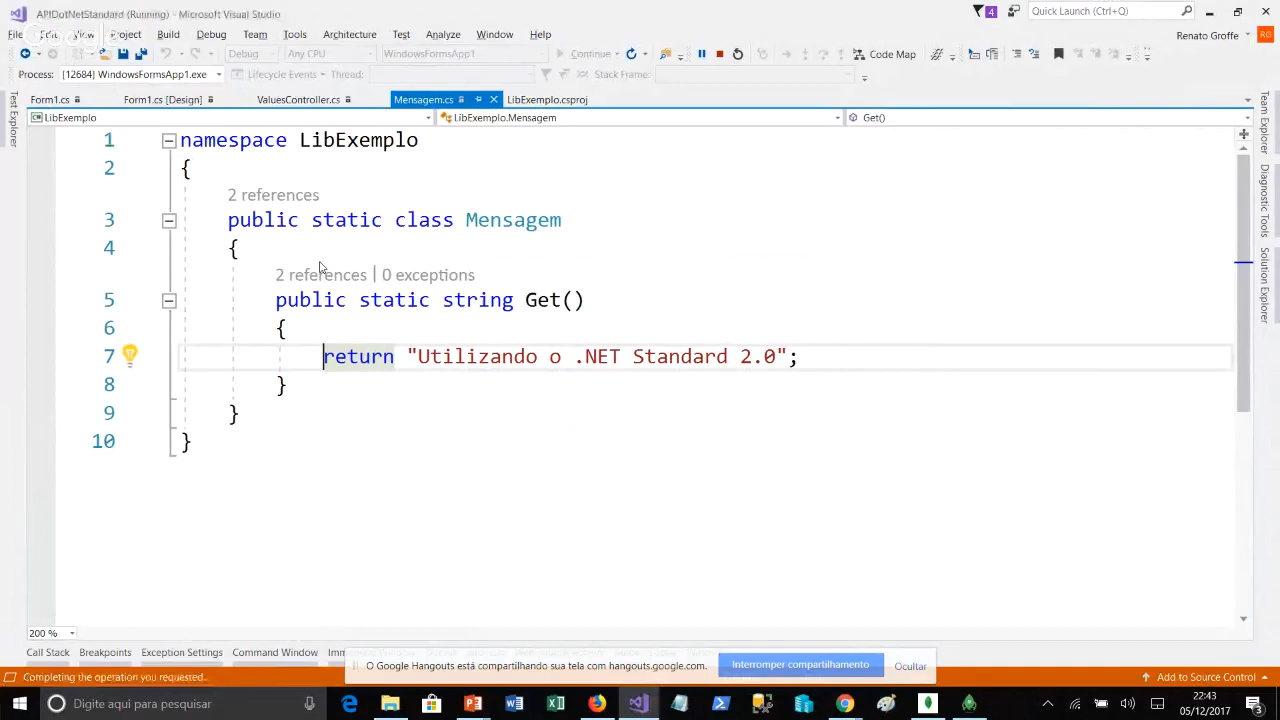 APIDotNetStandard (Running) - Microsoft Visual Studio
4
Quick Launch (Ctrl+Q)
Google
File Edit View Project Build Debug Team Tools Architecture Test Analyze Window Help
Renato Groffe
RG
Debug Any CPU WindowsFormsApp1 Continue Code Map
Process: [12684] WindowsFormsApp1.exe Lifecycle Events Thread: Stack Frame:
Form1.cs Form1.cs [Design] ValuesController.cs Mensagem.cs LibExemplo.csproj
LibExemplo LibExemplo.Mensagem Get()
Test Explorer
Team Explorer
Diagnostic Tools
Solution Explorer
1 namespace LibExemplo
2 {
2 references
3 public static class Mensagem
4 {
2 references | 0 exceptions
5 public static string Get()
6 {
7 return "Utilizando o .NET Standard 2.0";
8 }
9 }
10 }
200 %
Call Stack Breakpoints Exception Settings Command Window
O Google Hangouts está compartilhando sua tela com hangouts.google.com. Interromper compartilhamento Ocultar
Completing the operation you requested... Add to Source Control
Digite aqui para pesquisar
22:43
05/12/2017
3